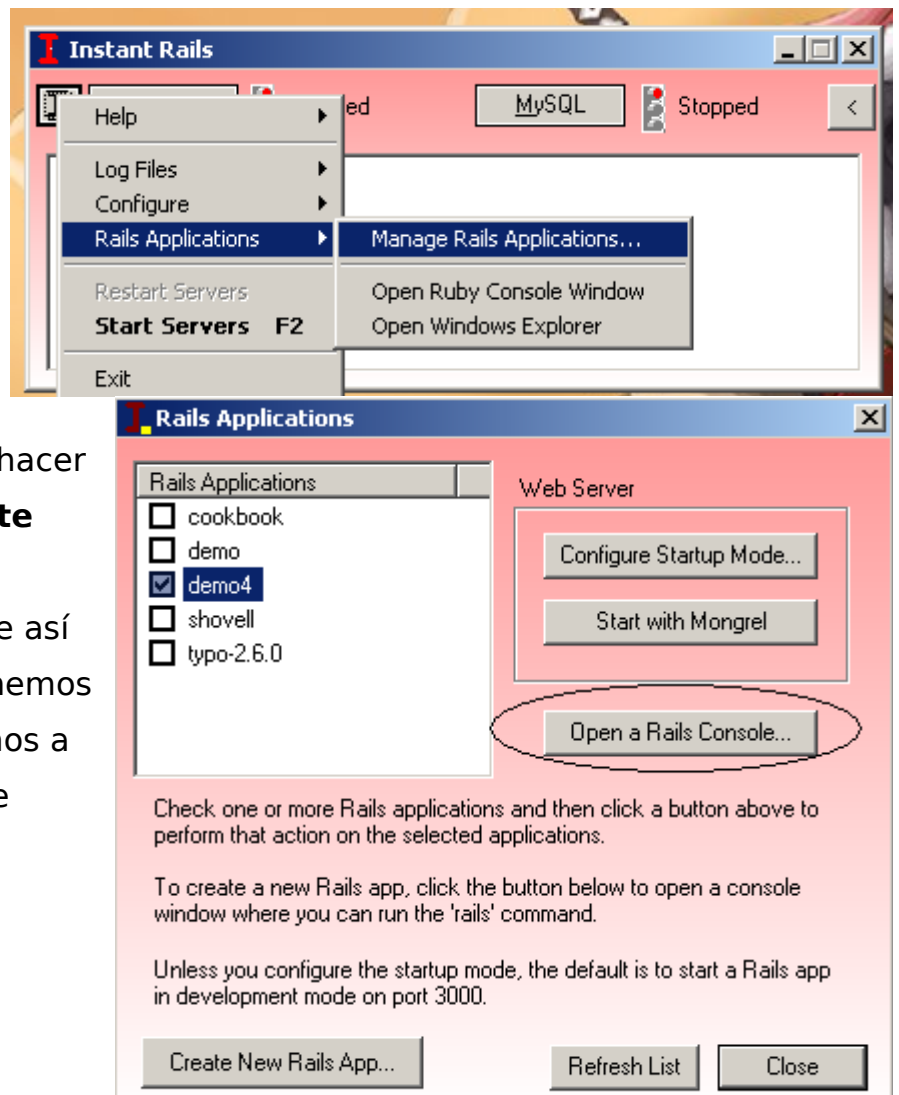 Instant Rails
ed
MySQL
Stopped
<
Help
Log Files
Configure
Rails Applications
Restart Servers
Start Servers F2
Exit
Manage Rails Applications...
Open Ruby Console Window
Open Windows Explorer
hacer
te
e así
nemos
nos a
e
Rails Applications
Rails Applications
cookbook
demo
demo4
shovell
typo-2.6.0
Web Server
Configure Startup Mode...
Start with Mongrel
Open a Rails Console...
Check one or more Rails applications and then click a button above to
perform that action on the selected applications.
To create a new Rails app, click the button below to open a console
window where you can run the 'rails' command.
Unless you configure the startup mode, the default is to start a Rails app
in development mode on port 3000.
Create New Rails App...
Refresh List
Close